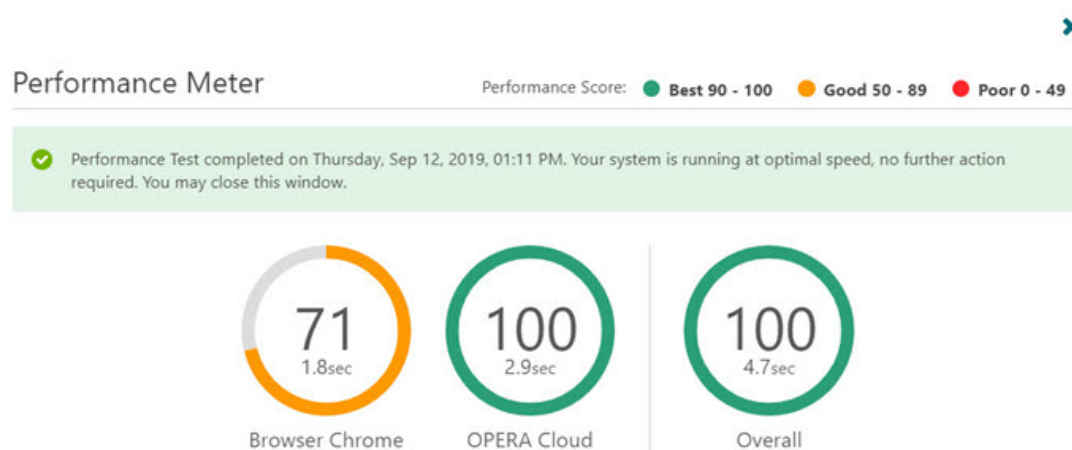 Performance Meter
Performance Score: Best 90 - 100 Good 50 - 89 Poor 0 - 49
Performance Test completed on Thursday, Sep 12, 2019, 01:11 PM. Your system is running at optimal speed, no further action
required. You may close this window.
71 100 100
1.8sec 2.9sec 4.7sec
Browser Chrome OPERA Cloud Overall